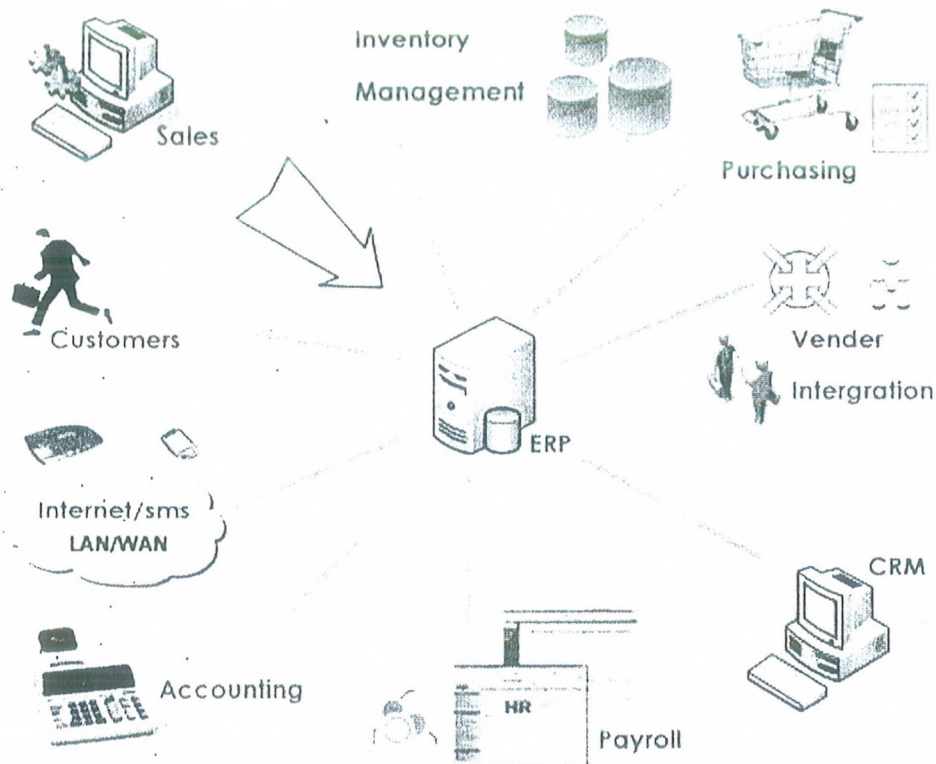 Inventory
Management
Sales
Purchasing
Customers
Vender
Intergration
ERP
Internet/sms
LAN/WAN
CRM
Accounting
HR
Payroll